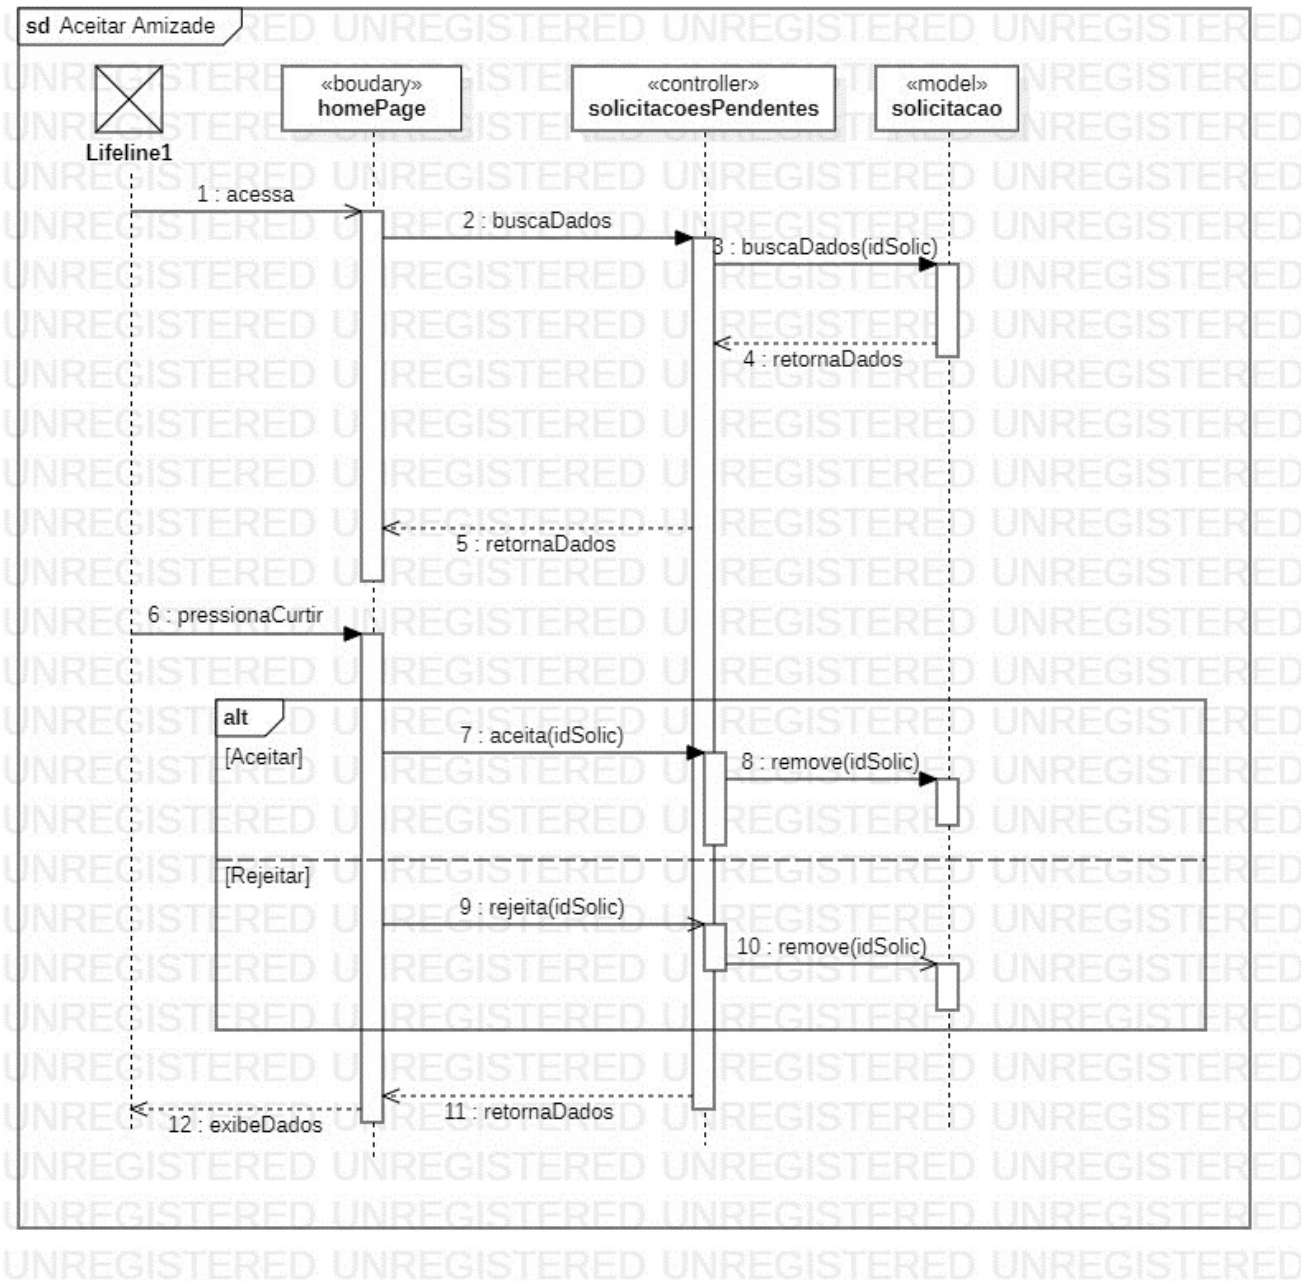 sd Aceitar Amizade
«boudary»
homePage
«controller»
solicitacoesPendentes
«model»
solicitacao
Lifeline1
1 : acessa
2 : buscaDados
3 : buscaDados(idSolic)
4 : retornaDados
5 : retornaDados
6 : pressionaCurtir
alt
[Aceitar]
7 : aceita(idSolic)
8 : remove(idSolic)
[Rejeitar]
9 : rejeita(idSolic)
10 : remove(idSolic)
11 : retornaDados
12 : exibeDados
UNREGISTERED UNREGISTERED UNREGISTERED UNREGISTERED